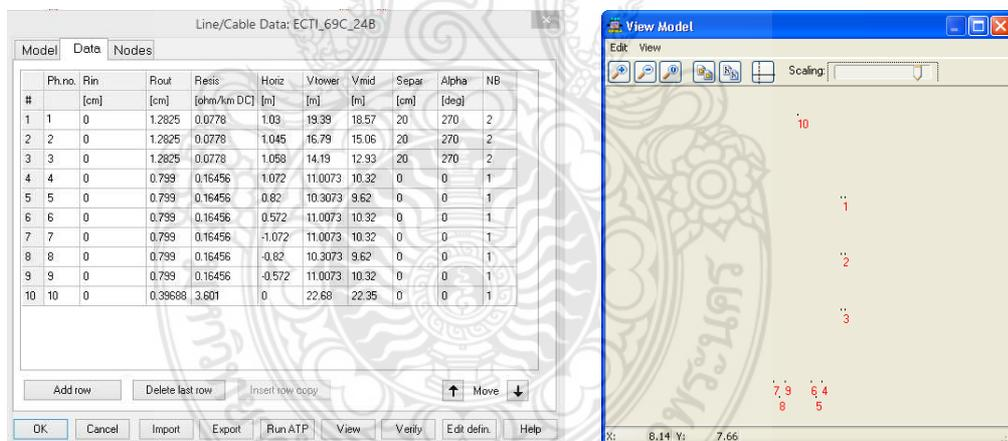 Line/Cable Data: ECTI_69C_24B
Model Data Nodes
Ph.no. Rin Rout Resis Horiz Vtower Vmid Separ Alpha NB
# [cm] [cm] [ohm/km DC] [m] [m] [m] [cm] [deg]
1 1 0 1.2825 0.0778 1.03 19.39 18.57 20 270 2
2 2 0 1.2825 0.0778 1.045 16.79 15.06 20 270 2
3 3 0 1.2825 0.0778 1.058 14.19 12.93 20 270 2
4 4 0 0.799 0.16456 1.072 11.0073 10.32 0 0 1
5 5 0 0.799 0.16456 0.82 10.3073 9.62 0 0 1
6 6 0 0.799 0.16456 0.572 11.0073 10.32 0 0 1
7 7 0 0.799 0.16456 -1.072 11.0073 10.32 0 0 1
8 8 0 0.799 0.16456 -0.82 10.3073 9.62 0 0 1
9 9 0 0.799 0.16456 -0.572 11.0073 10.32 0 0 1
10 10 0 0.39688 3.601 0 22.68 22.35 0 0 1
Add row Delete last row Insert row copy Move
OK Cancel Import Export Run ATP View Verify Edit defin. Help
View Model
Edit View
Scaling:
10
1
2
3
7 9 6 4
8 5
X: 8.14 Y: 7.66
พระนคร